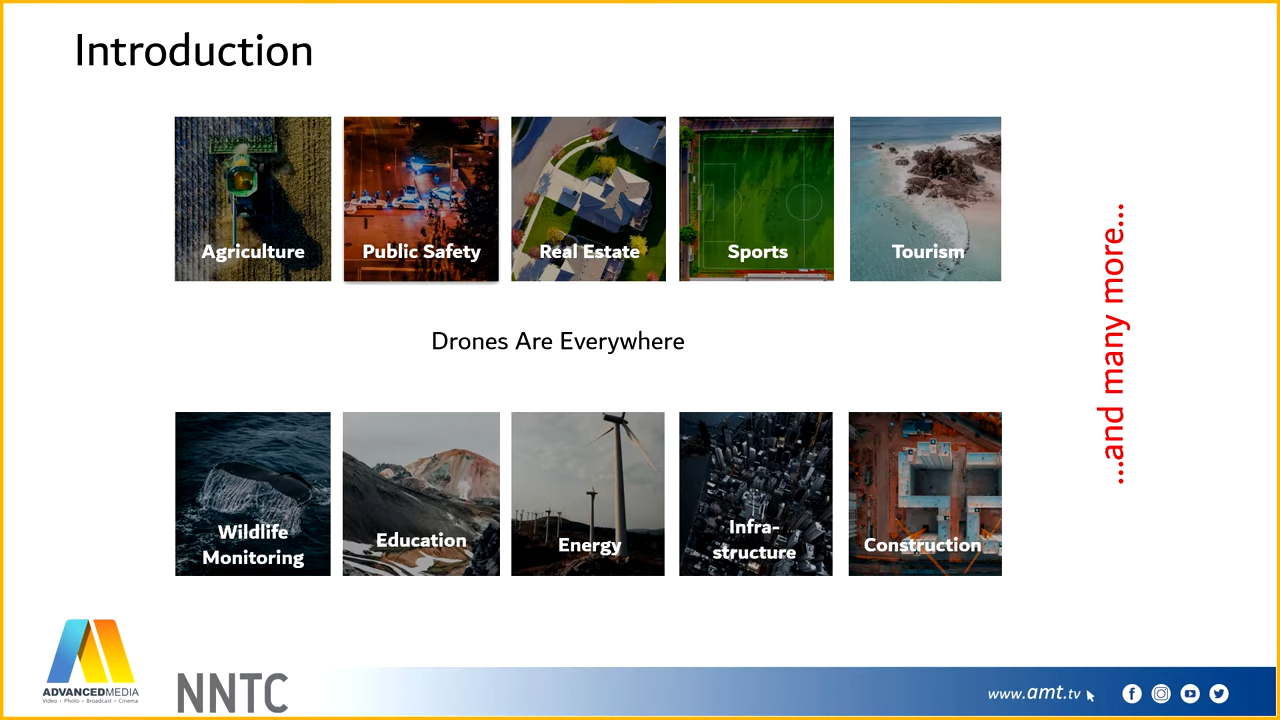 Introduction
Agriculture
Public Safety
Real Estate
Sports
Tourism
...and many more...
Drones Are Everywhere
Wildlife
Monitoring
Education
Energy
Infra-
structure
Construction
ADVANCEDMEDIA
Video • Photo • Broadcast • Cinema
NNTC
www.amt.tv